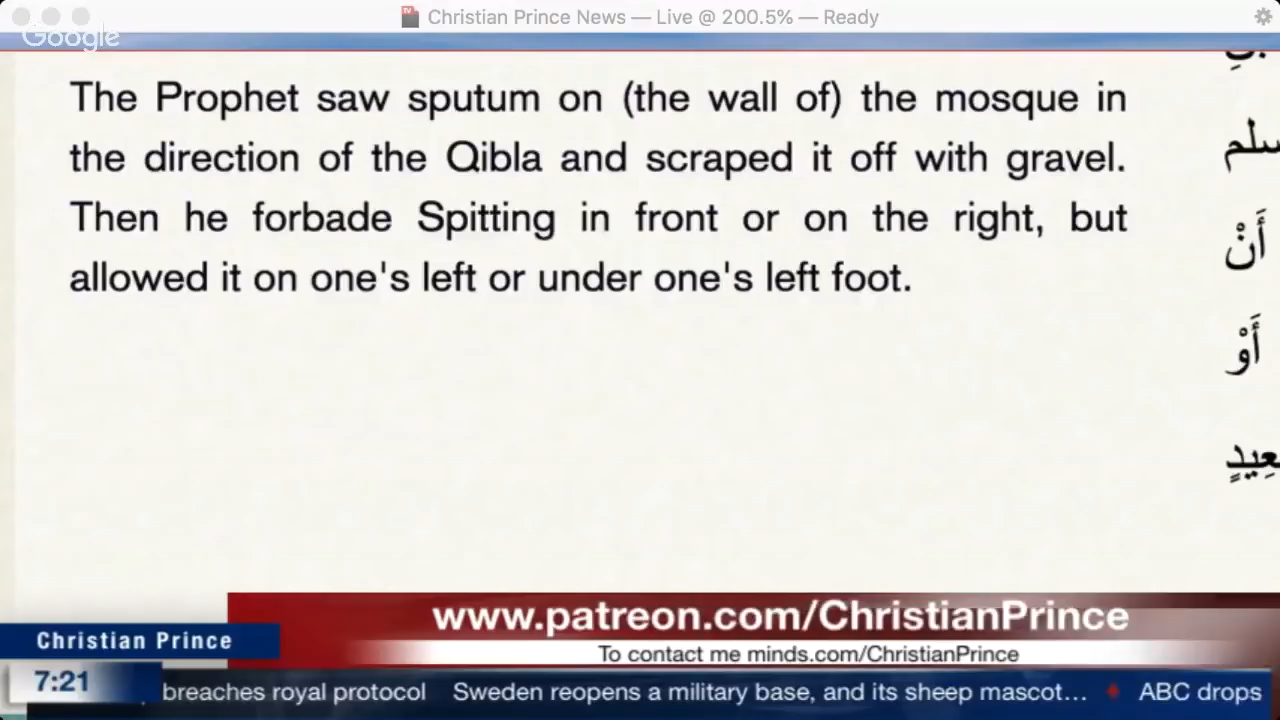 Christian Prince News — Live @ 200.5% — Ready
Google
The Prophet saw sputum on (the wall of) the mosque in
the direction of the Qibla and scraped it off with gravel.
Then he forbade Spitting in front or on the right, but
allowed it on one's left or under one's left foot.
أَنْ
أَوْ
www.patreon.com/ChristianPrince
Christian Prince
To contact me minds.com/ChristianPrince
7:21
breaches royal protocol Sweden reopens a military base, and its sheep mascot... ABC drops